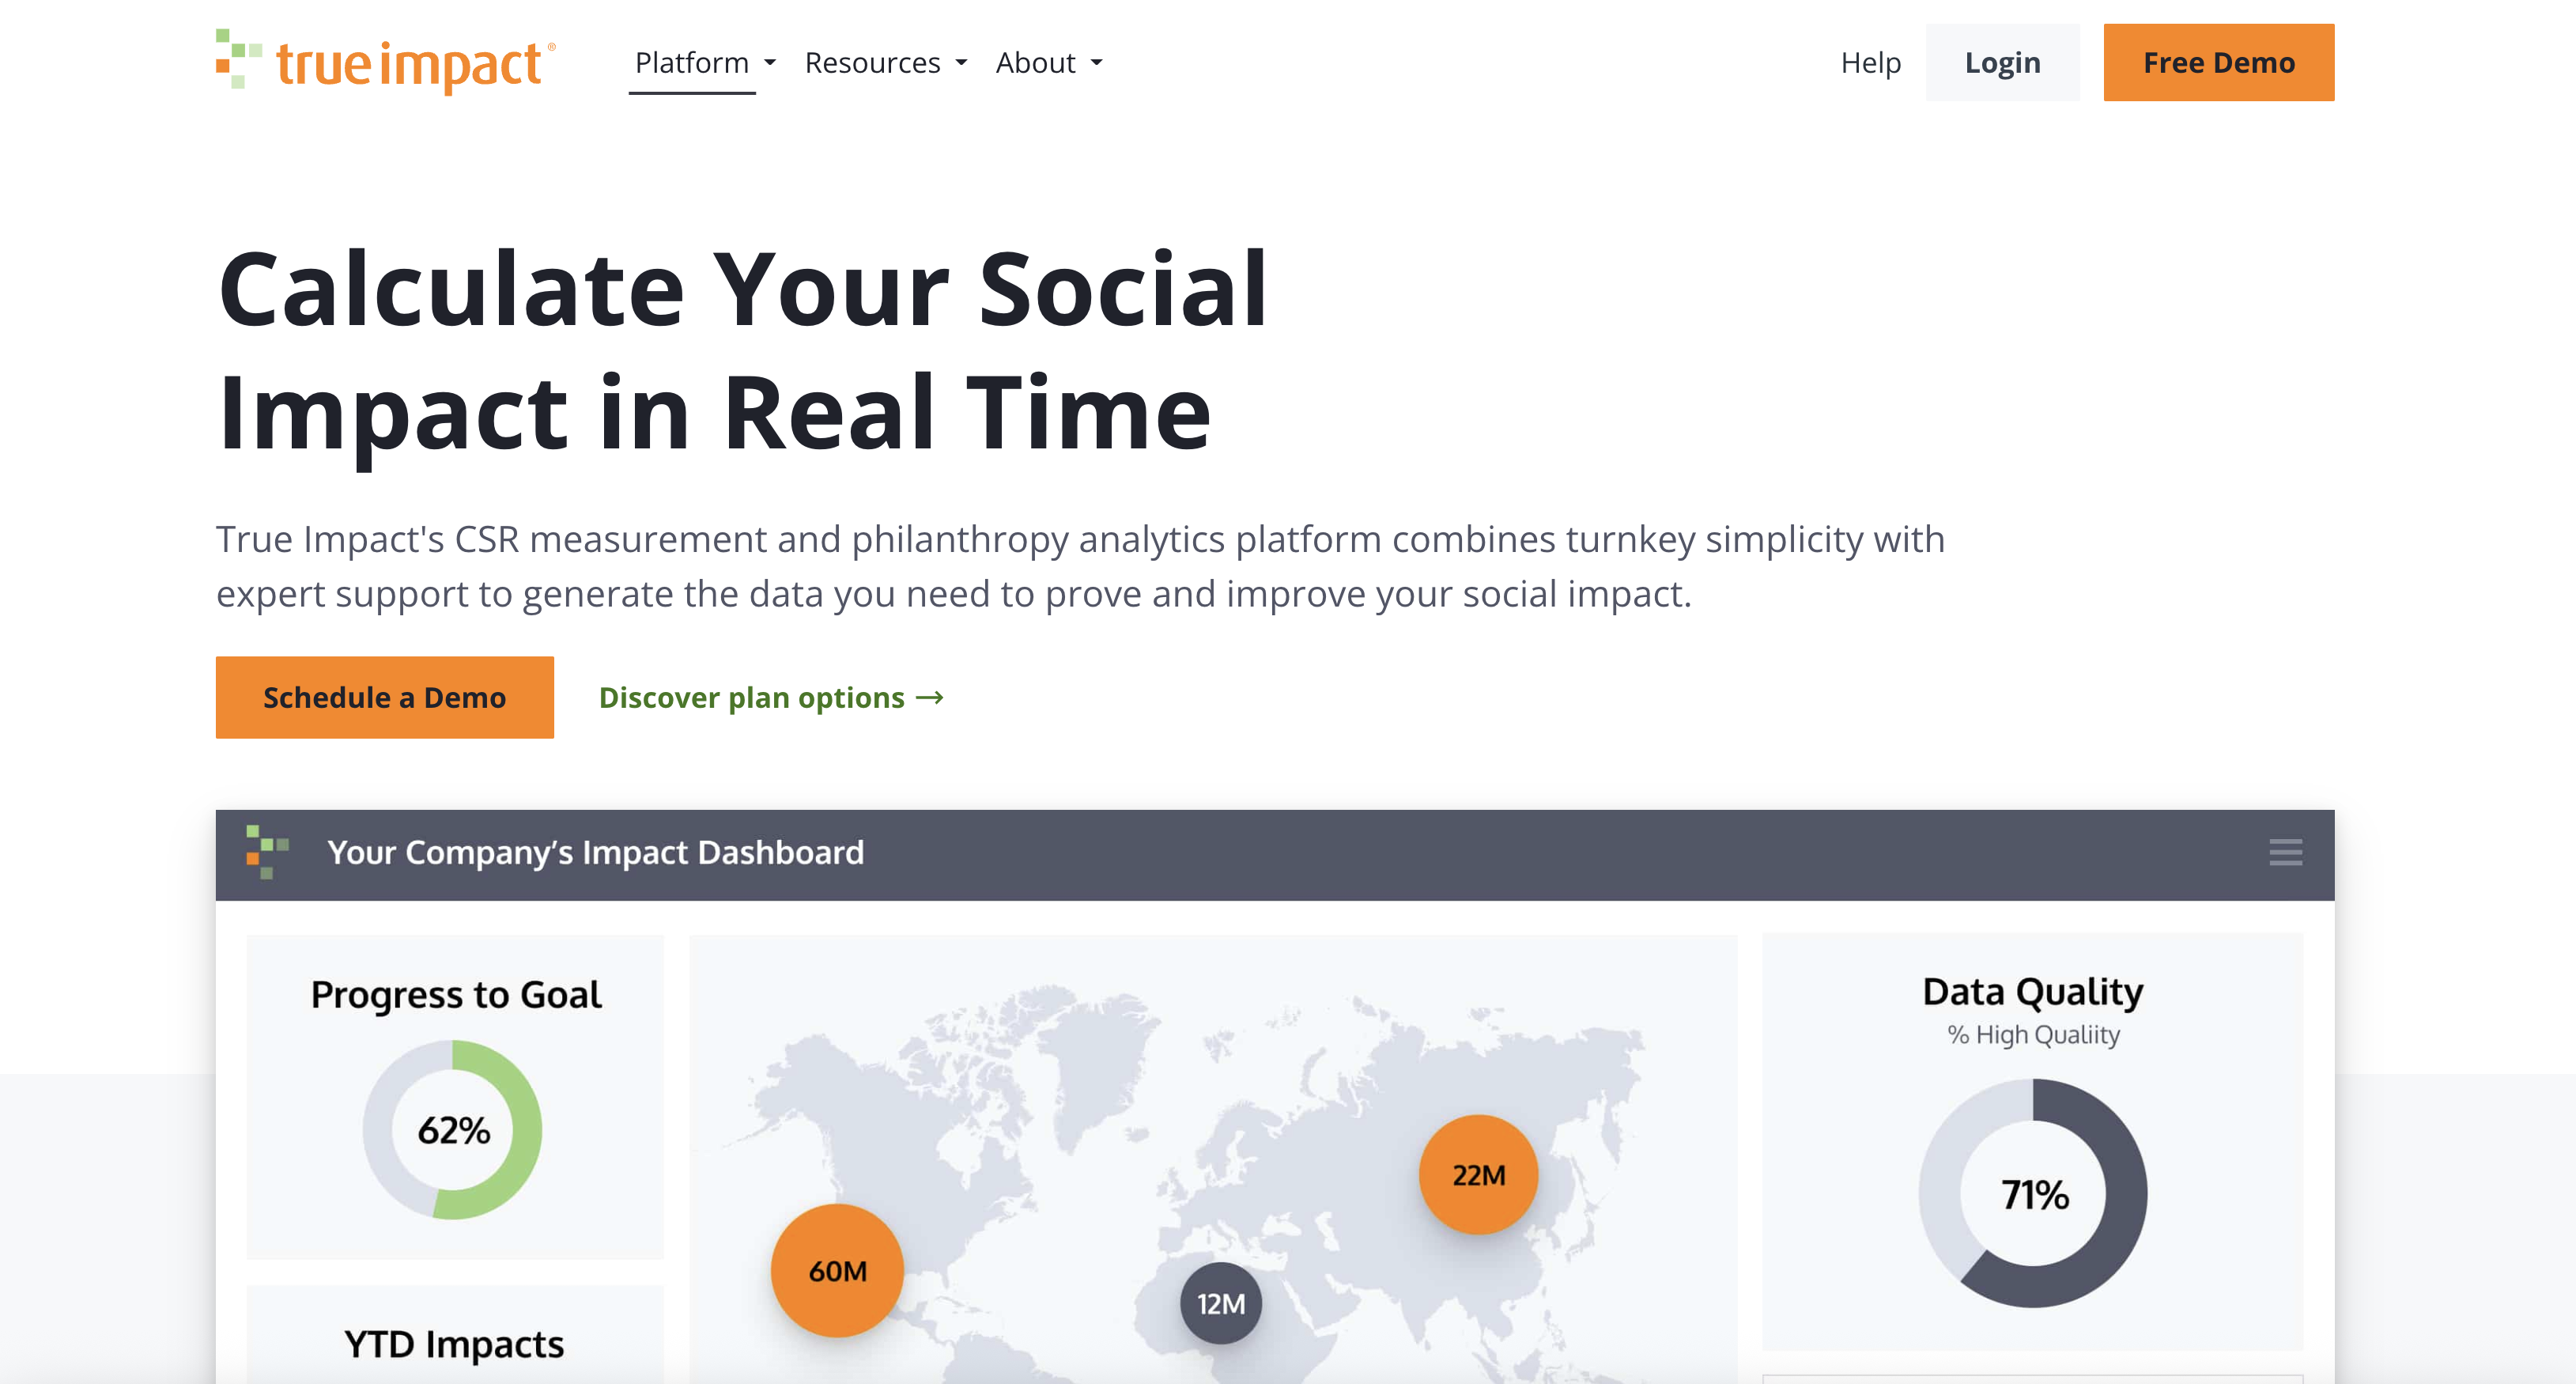 trueimpact®
Platform
Resources
About
Help
Login
Free Demo
Calculate Your Social
Impact in Real Time
True Impact's CSR measurement and philanthropy analytics platform combines turnkey simplicity with
expert support to generate the data you need to prove and improve your social impact.
Schedule a Demo
Discover plan options →
Your Company’s Impact Dashboard
Progress to Goal
62%
YTD Impacts
60M
12M
22M
Data Quality
% High Qualiity
71%